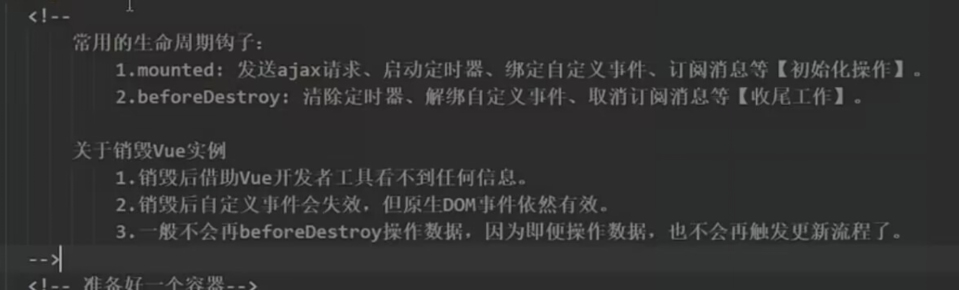 <!--
常用的生命周期钩子：
1.mounted: 发送ajax请求、启动定时器、绑定自定义事件、订阅消息等【初始化操作】。
2.beforeDestroy: 清除定时器、解绑自定义事件、取消订阅消息等【收尾工作】。
关于销毁Vue实例
1.销毁后借助Vue开发者工具看不到任何信息。
2.销毁后自定义事件会失效，但原生DOM事件依然有效。
3.一般不会再beforeDestroy操作数据，因为即便操作数据，也不会再触发更新流程了。
-->
<!-- 准备好一个容器-->